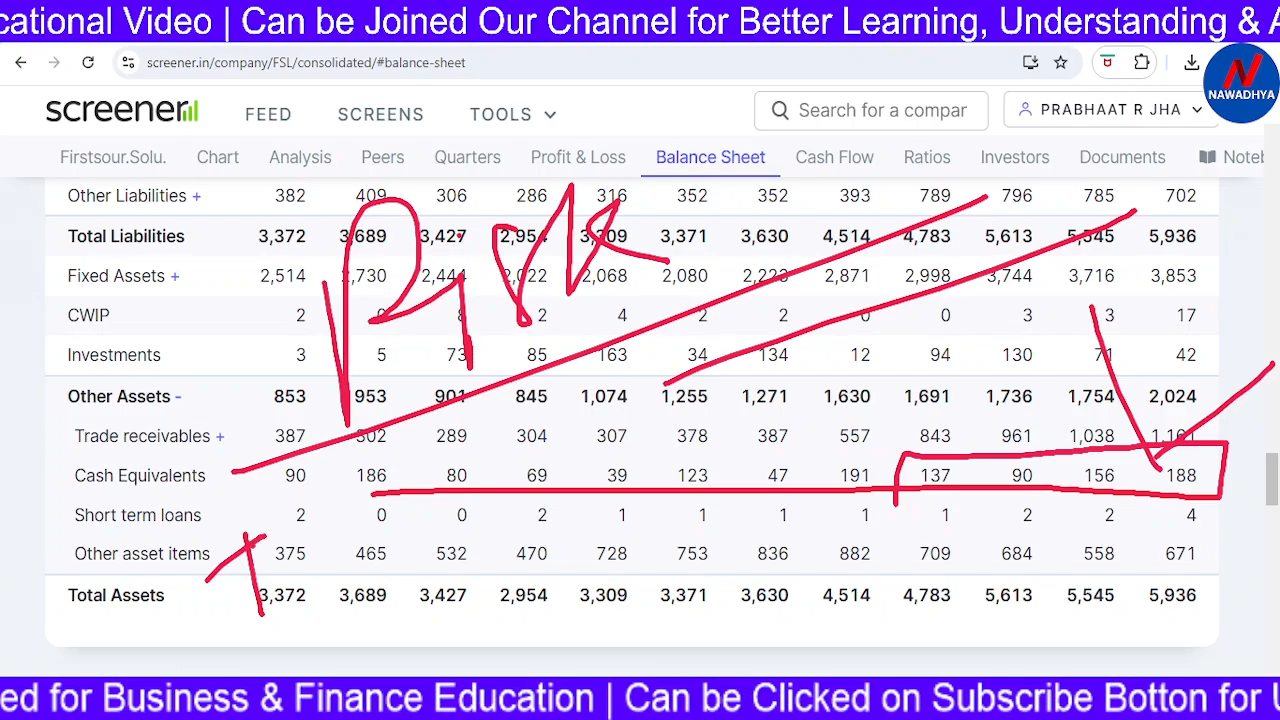 cational Video | Can be Joined Our Channel for Better Learning, Understanding & A
screener.in/company/FSL/consolidated/#balance-sheet
NAWADHYA
screener FEED SCREENS TOOLS Search for a compar PRABHAAT R JHA
Firstsour.Solu. Chart Analysis Peers Quarters Profit & Loss Balance Sheet Cash Flow Ratios Investors Documents Noteb
Other Liabilities + 382 409 306 286 316 352 352 393 789 796 785 702
Total Liabilities 3,372 3,689 3,427 2,954 3,309 3,371 3,630 4,514 4,783 5,613 5,545 5,936
Fixed Assets + 2,514 2,730 2,444 2,022 2,068 2,080 2,223 2,871 2,998 3,744 3,716 3,853
CWIP 2 0 8 2 4 2 2 0 0 3 3 17
Investments 3 5 73 85 163 34 134 12 94 130 71 42
Other Assets - 853 953 901 845 1,074 1,255 1,271 1,630 1,691 1,736 1,754 2,024
Trade receivables + 387 302 289 304 307 378 387 557 843 961 1,038 1,161
Cash Equivalents 90 186 80 69 39 123 47 191 137 90 156 188
Short term loans 2 0 0 2 1 1 1 1 1 2 2 4
Other asset items 375 465 532 470 728 753 836 882 709 684 558 671
Total Assets 3,372 3,689 3,427 2,954 3,309 3,371 3,630 4,514 4,783 5,613 5,545 5,936
ed for Business & Finance Education | Can be Clicked on Subscribe Botton for U